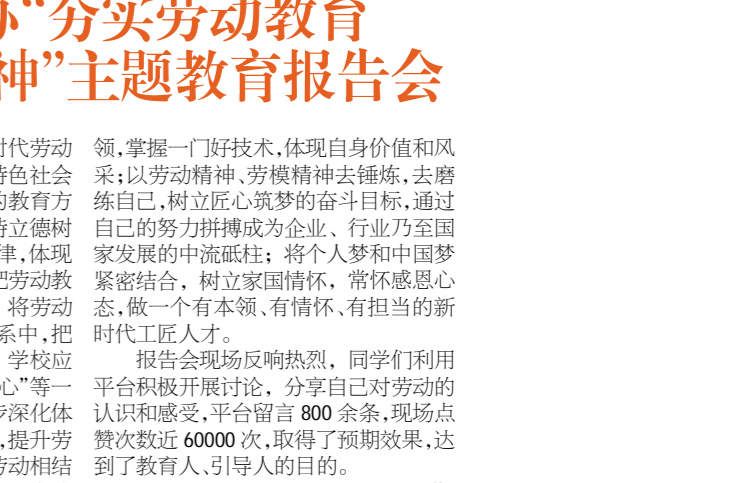 办“夯实劳动教育
神”主题教育报告会
时代劳动
特色社会
的教育方
持立德树
律,体现
把劳动教
将劳动
系中,把
学校应
心”等一
步深化体
,提升劳
劳动相结
领,掌握一门好技术,体现自身价值和风
采;以劳动精神、劳模精神去锤炼,去磨
练自己,树立匠心筑梦的奋斗目标,通过
自己的努力拼搏成为企业、行业乃至国
家发展的中流砥柱；将个人梦和中国梦
紧密结合，树立家国情怀，常怀感恩心
态,做一个有本领、有情怀、有担当的新
时代工匠人才。
报告会现场反响热烈，同学们利用
平台积极开展讨论，分享自己对劳动的
认识和感受,平台留言 800 余条,现场点
赞次数近 60000 次,取得了预期效果,达
到了教育人、引导人的目的。